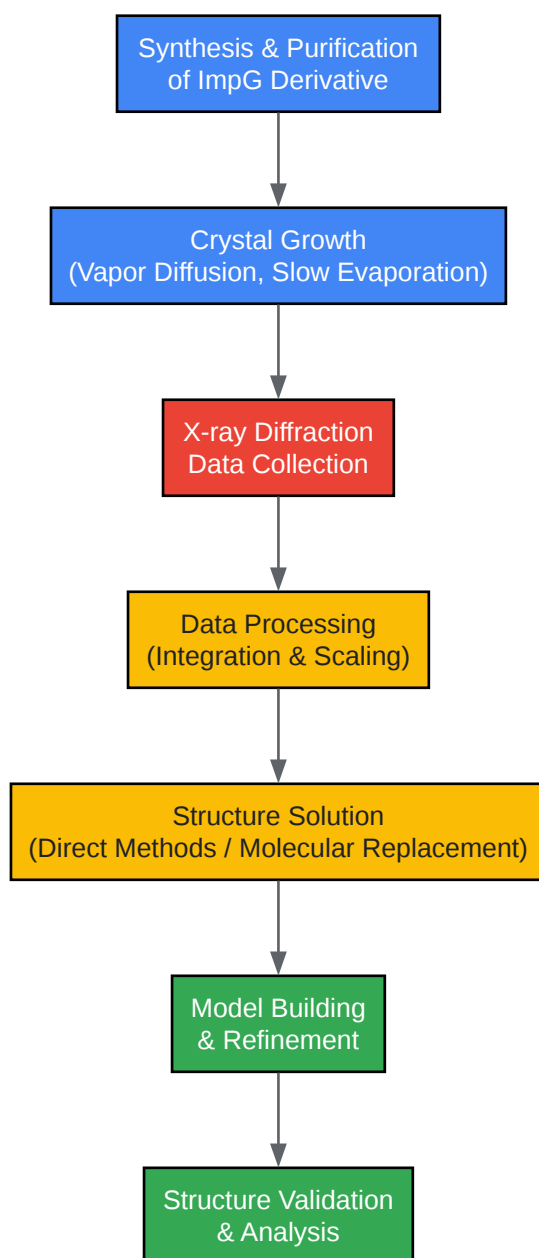 Synthesis & Purification
of ImpG Derivative
Crystal Growth
(Vapor Diffusion, Slow Evaporation)
X-ray Diffraction
Data Collection
Data Processing
(Integration & Scaling)
Structure Solution
(Direct Methods / Molecular Replacement)
Model Building
& Refinement
Structure Validation
& Analysis